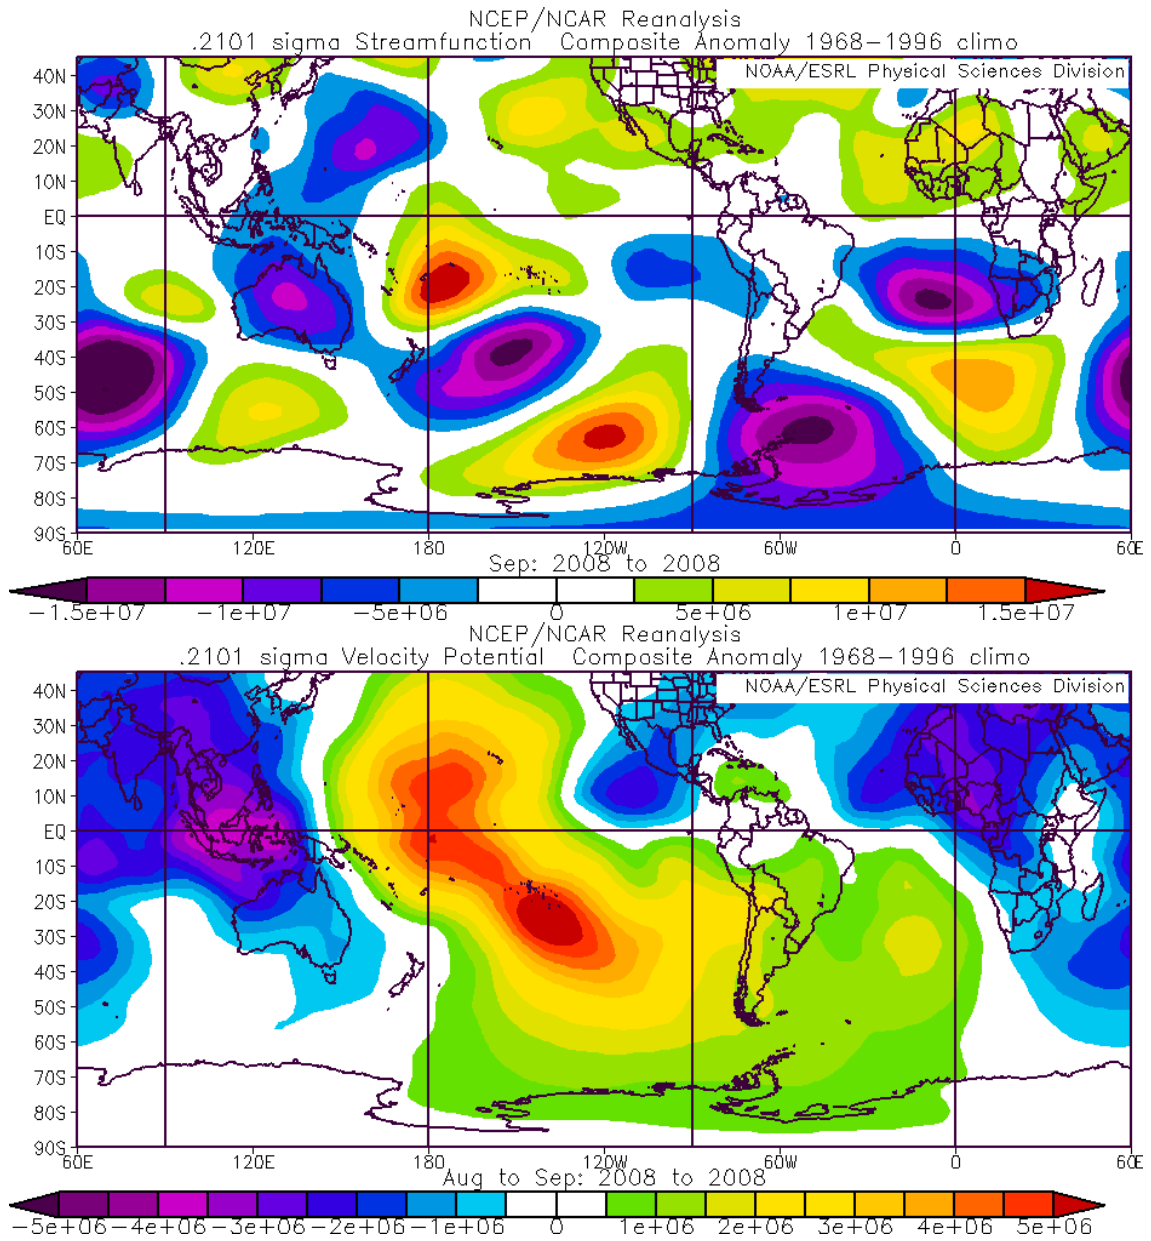 NCEP/NCAR Reanalysis
.2101 sigma Streamfunction Composite Anomaly 1968-1996 climo
NOAA/ESRL Physical Sciences Division
40N
30N
20N
10N
EQ
10S
20S
30S
40S
50S
60S
70S
80S
90S
60E 120E 180 120W 60W 0 60E
Sep: 2008 to 2008
-1.5e+07 -1e+07 -5e+06 0 5e+06 1e+07 1.5e+07
NCEP/NCAR Reanalysis
.2101 sigma Velocity Potential Composite Anomaly 1968-1996 climo
NOAA/ESRL Physical Sciences Division
40N
30N
20N
10N
EQ
10S
20S
30S
40S
50S
60S
70S
80S
90S
60E 120E 180 120W 60W 0 60E
Aug to Sep: 2008 to 2008
-5e+06 -4e+06 -3e+06 -2e+06 -1e+06 0 1e+06 2e+06 3e+06 4e+06 5e+06